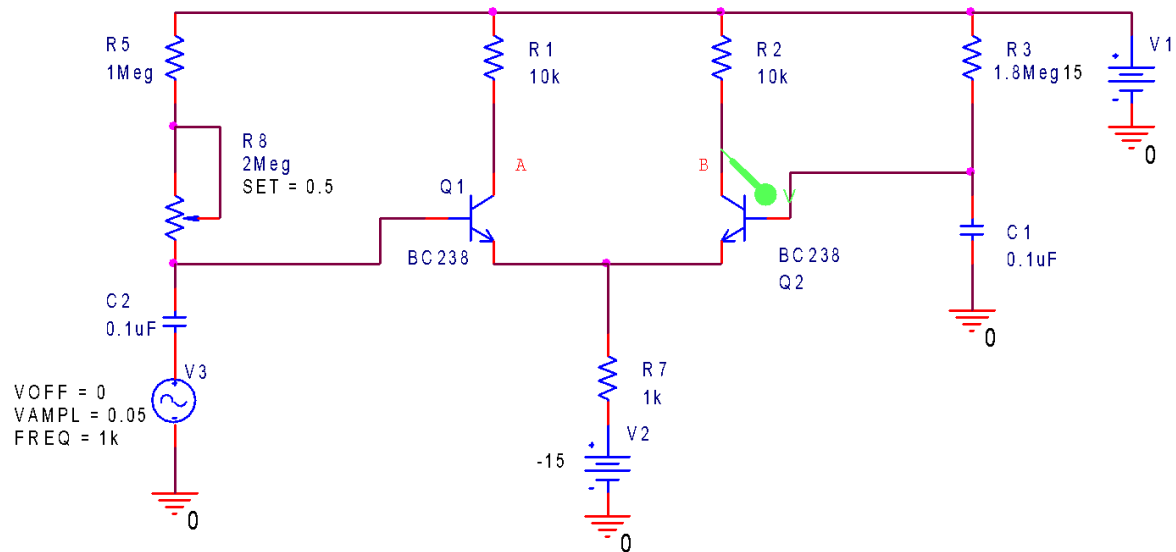 R5
1Meg
R1
10k
R2
10k
R3
1.8Meg
15
V1
0
R8
2Meg
SET = 0.5
A
B
V
Q1
BC238
BC238
Q2
C1
0.1uF
0
C2
0.1uF
V3
VOFF = 0
VAMPL = 0.05
FREQ = 1k
0
R7
1k
V2
-15
0